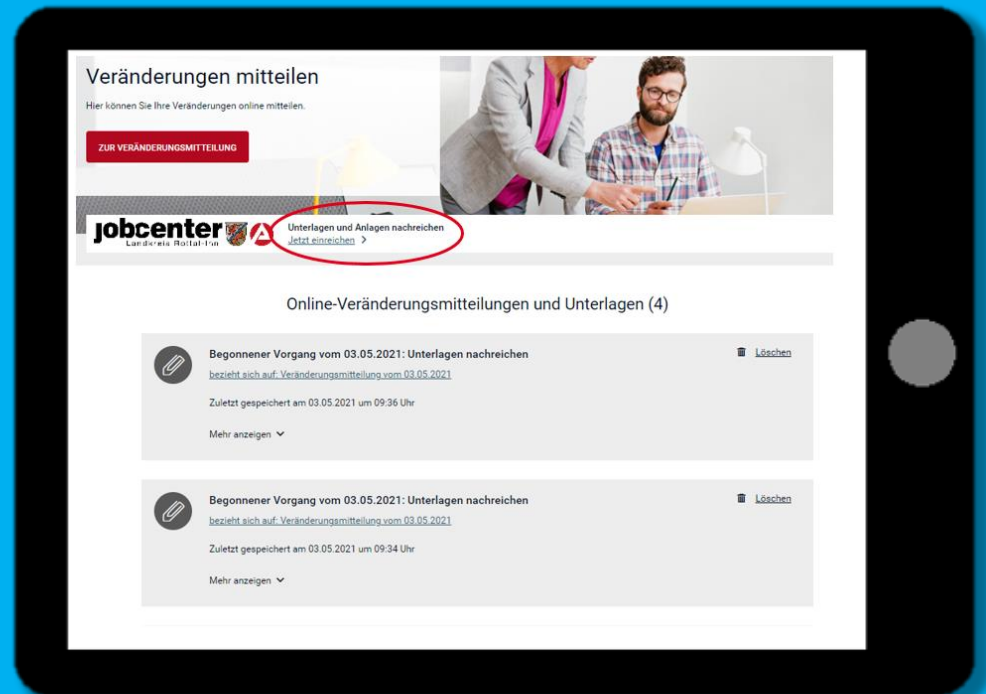 Veränderungen mitteilen
Hier können Sie Ihre Veränderungen online mitteilen.
ZUR VERÄNDERUNGSMITTEILUNG
jobcenter
Landkreis Rottal-Inn
Unterlagen und Anlagen nachreichen
Jetzt einreichen
Online-Veränderungsmitteilungen und Unterlagen (4)
Begonnener Vorgang vom 03.05.2021: Unterlagen nachreichen
Löschen
bezieht sich auf: Veränderungsmitteilung vom 03.05.2021
Zuletzt gespeichert am 03.05.2021 um 09:36 Uhr
Mehr anzeigen
Begonnener Vorgang vom 03.05.2021: Unterlagen nachreichen
Löschen
bezieht sich auf: Veränderungsmitteilung vom 03.05.2021
Zuletzt gespeichert am 03.05.2021 um 09:34 Uhr
Mehr anzeigen